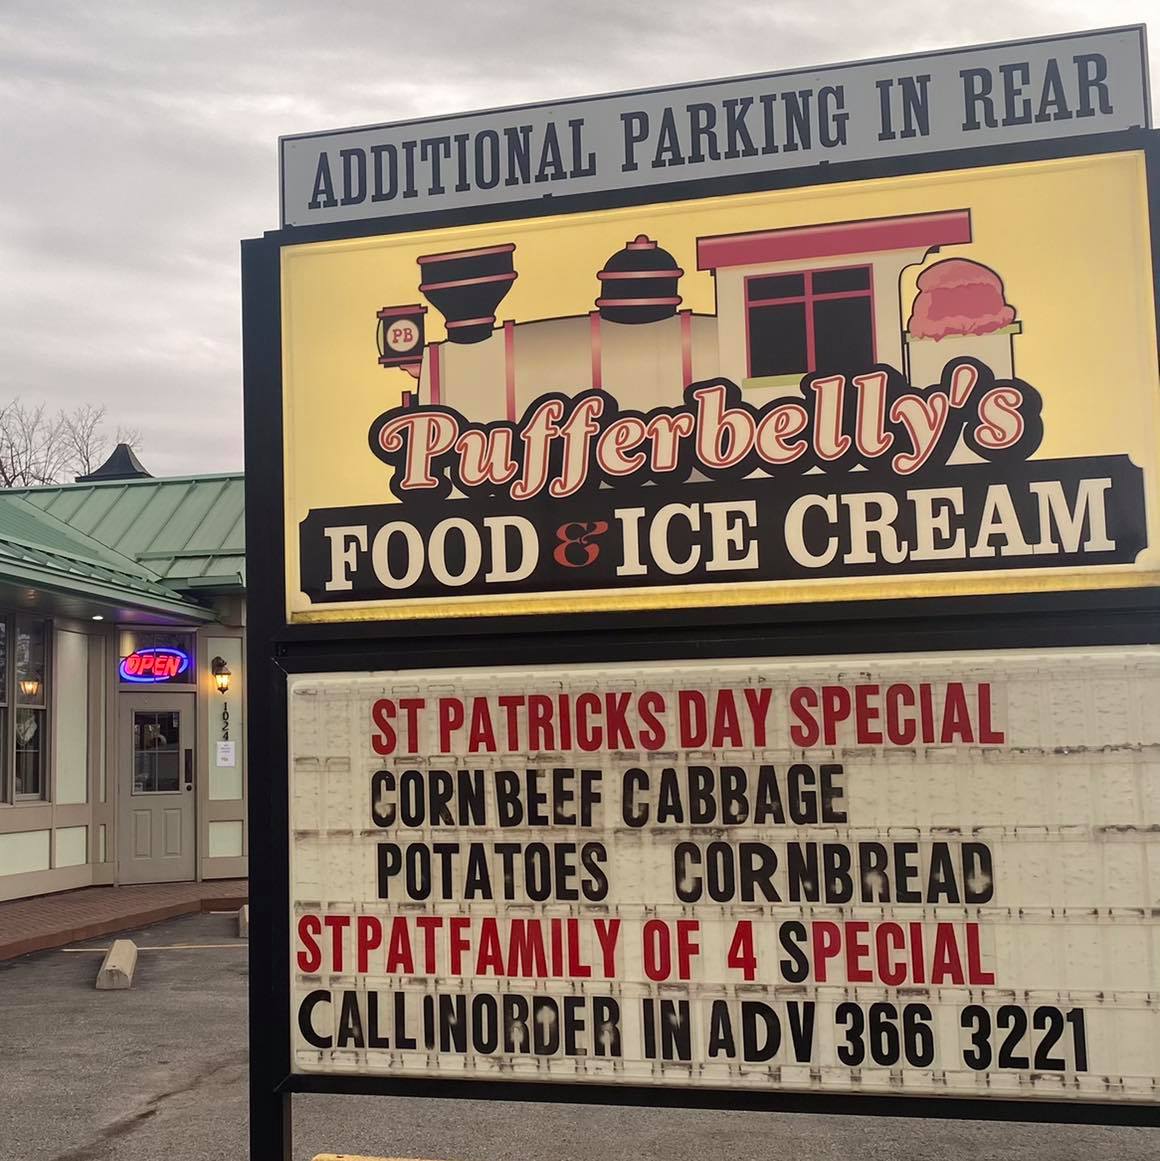 ADDITIONAL PARKING IN REAR
PB
Pufferbelly's
FOOD & ICE CREAM
OPEN
1024
ST PATRICKS DAY SPECIAL
CORN BEEF CABBAGE
POTATOES CORNBREAD
STPATFAMILY OF 4 SPECIAL
CALLINORDER IN ADV 366 3221